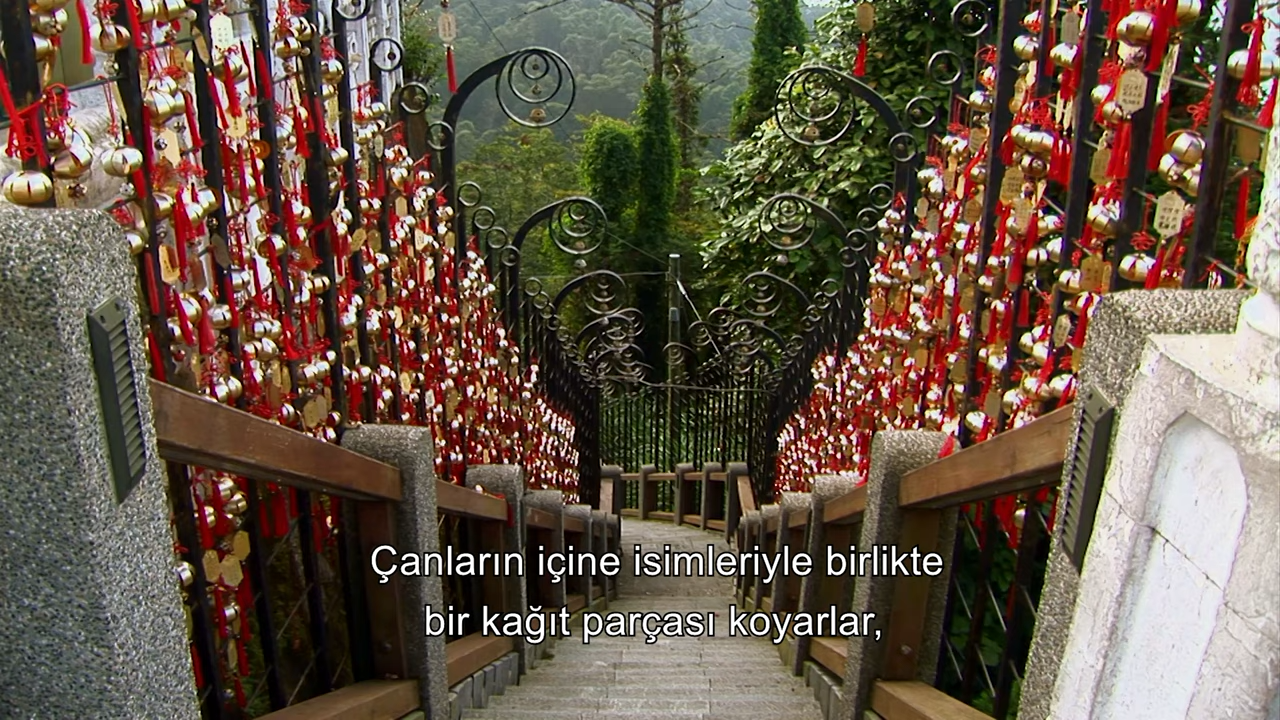 Çanların içine isimleriyle birlikte
bir kağıt parçası koyarlar,